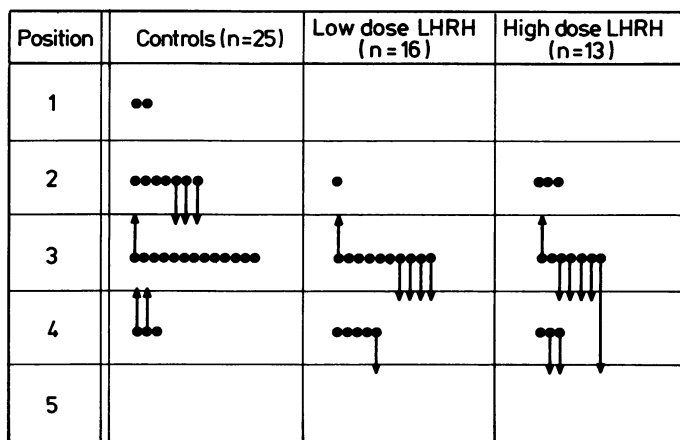 Position
Controls (n=25)
Low dose LHRH
(n=16)
High dose LHRH
(n=13)
1
2
3
4
5